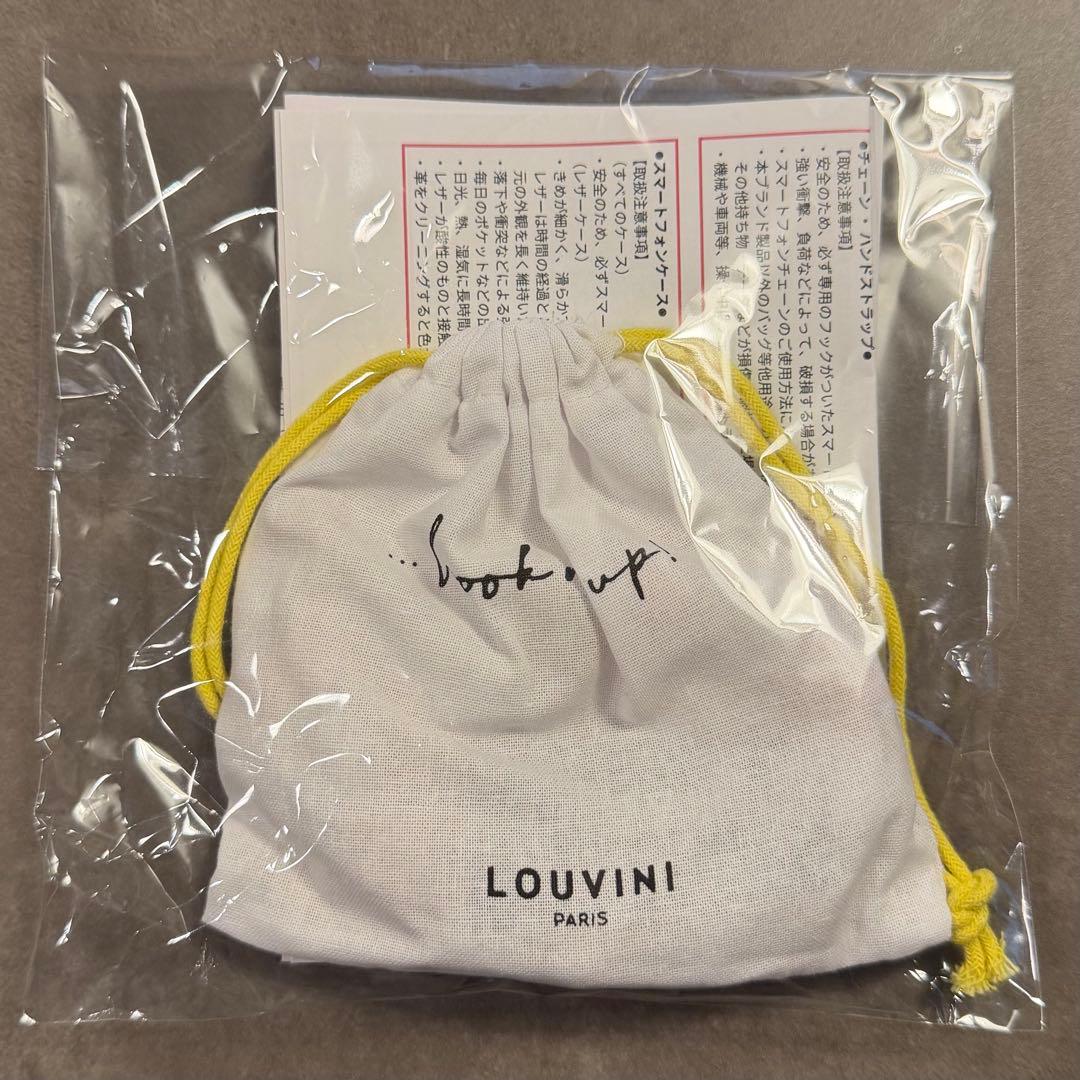 ●チェーン・ハンドストラップ●
【取扱注意事項】
・安全のため、必ず専用のフックがついたスマー
・強い衝撃、負荷などによって、破損する場合が
・スマートフォンチェーンのご使用方法に
・本ブランド製品以外のバッグ等他用途
その他持ち物
・機械や車両等、
●スマートフォンケース●
【取扱注意事項】
(すべてのケース)
・安全のため、必ずスマー
(レザーケース)
・きめが細かく、滑らか
レザーは時間の経過と
元の外観を長く維持い
・落下や衝突などによる
・毎日のポケットなどの出
・日光、熱、湿気に長時間
・レザーが酸性のものと接触
・革をクリーニングすると色
LOUVINI
PARIS